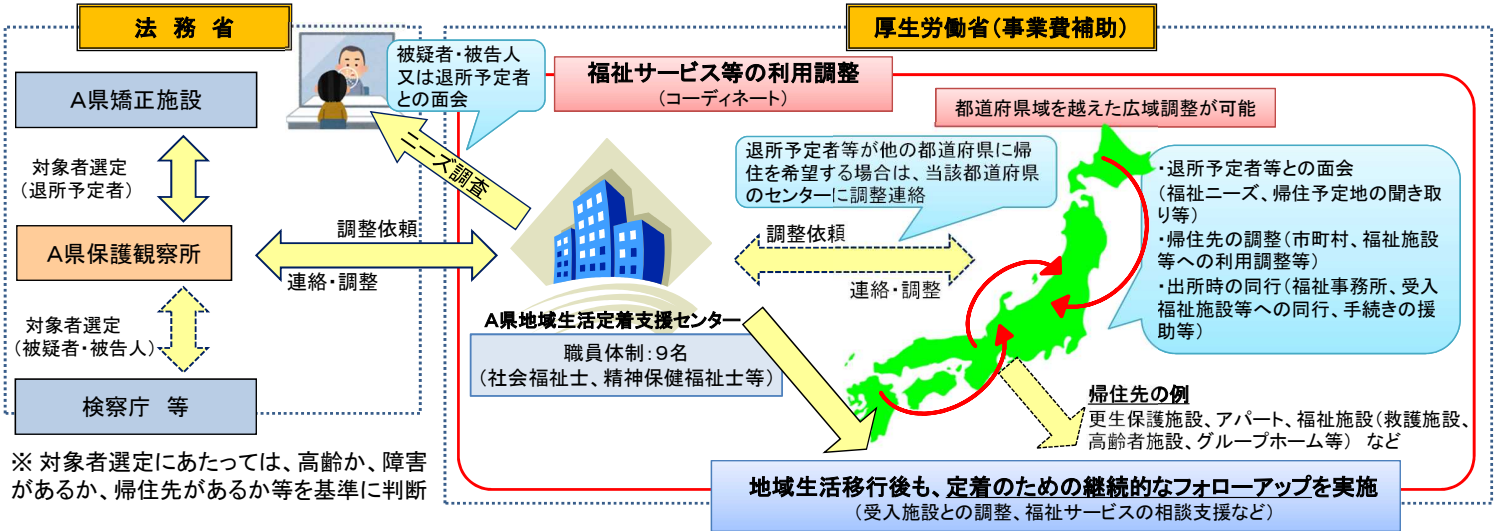 法 務 省
厚生労働省(事業費補助)
A県矯正施設
対象者選定
(退所予定者)
A県保護観察所
対象者選定
(被疑者・被告人)
検察庁 等
※ 対象者選定にあたっては、高齢か、障害
があるか、帰住先があるか等を基準に判断
被疑者・被告人
又は退所予定者
との面会
ニーズ調査
調整依頼
連絡・調整
福祉サービス等の利用調整
(コーディネート)
都道府県域を越えた広域調整が可能
退所予定者等が他の都道府県に帰
住を希望する場合は、当該都道府県
のセンターに調整連絡
調整依頼
連絡・調整
A県地域生活定着支援センター
職員体制:9名
(社会福祉士、精神保健福祉士等)
・退所予定者等との面会
(福祉ニーズ、帰住予定地の聞き取
り等)
・帰住先の調整(市町村、福祉施設
等への利用調整等)
・出所時の同行(福祉事務所、受入
福祉施設等への同行、手続きの援
助等)
帰住先の例
更生保護施設、アパート、福祉施設(救護施設、
高齢者施設、グループホーム等) など
地域生活移行後も、定着のための継続的なフォローアップを実施
(受入施設との調整、福祉サービスの相談支援など)